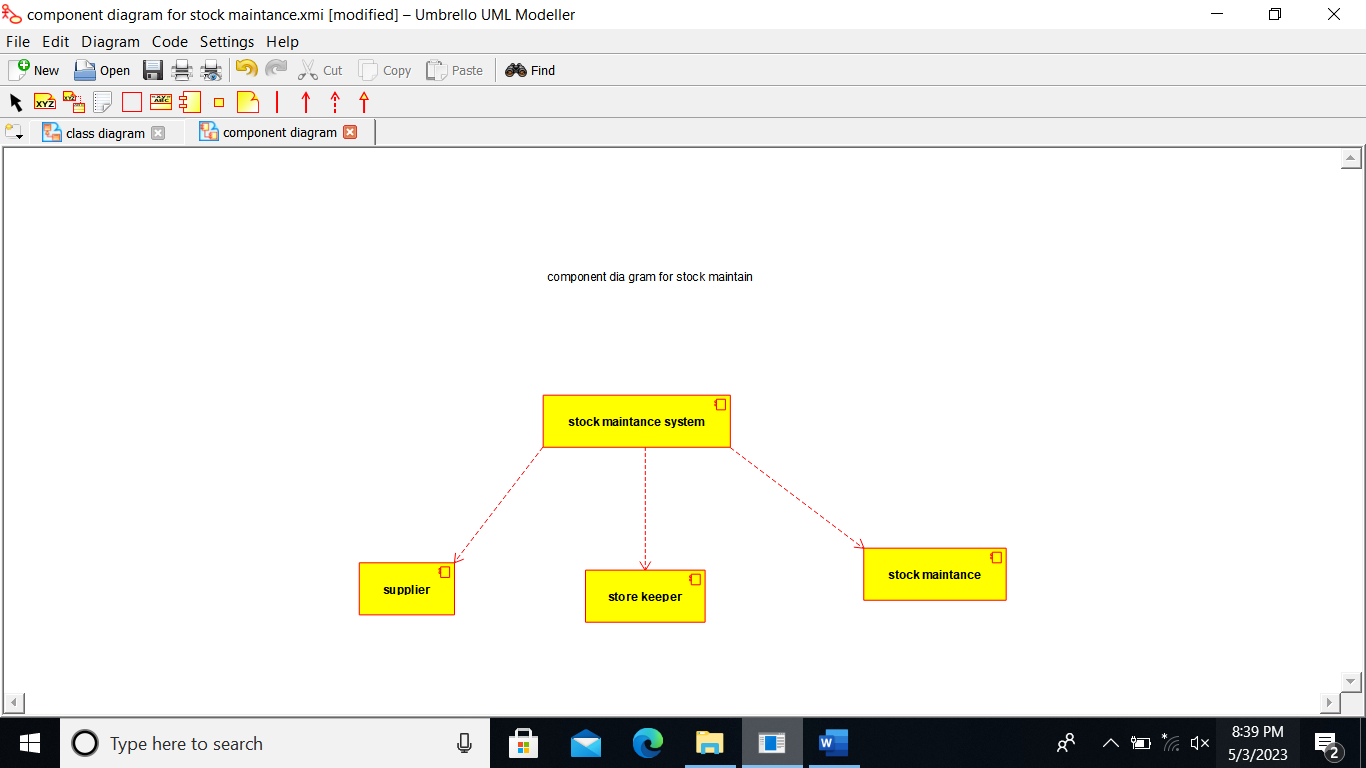 component diagram for stock maintance.xmi [modified] – Umbrello UML Modeller
File Edit Diagram Code Settings Help
New Open Cut Copy Paste Find
XYZ XYZ ABC
class diagram component diagram
component dia gram for stock maintain
stock maintance system
supplier
store keeper
stock maintance
Type here to search
W
8:39 PM
5/3/2023
2